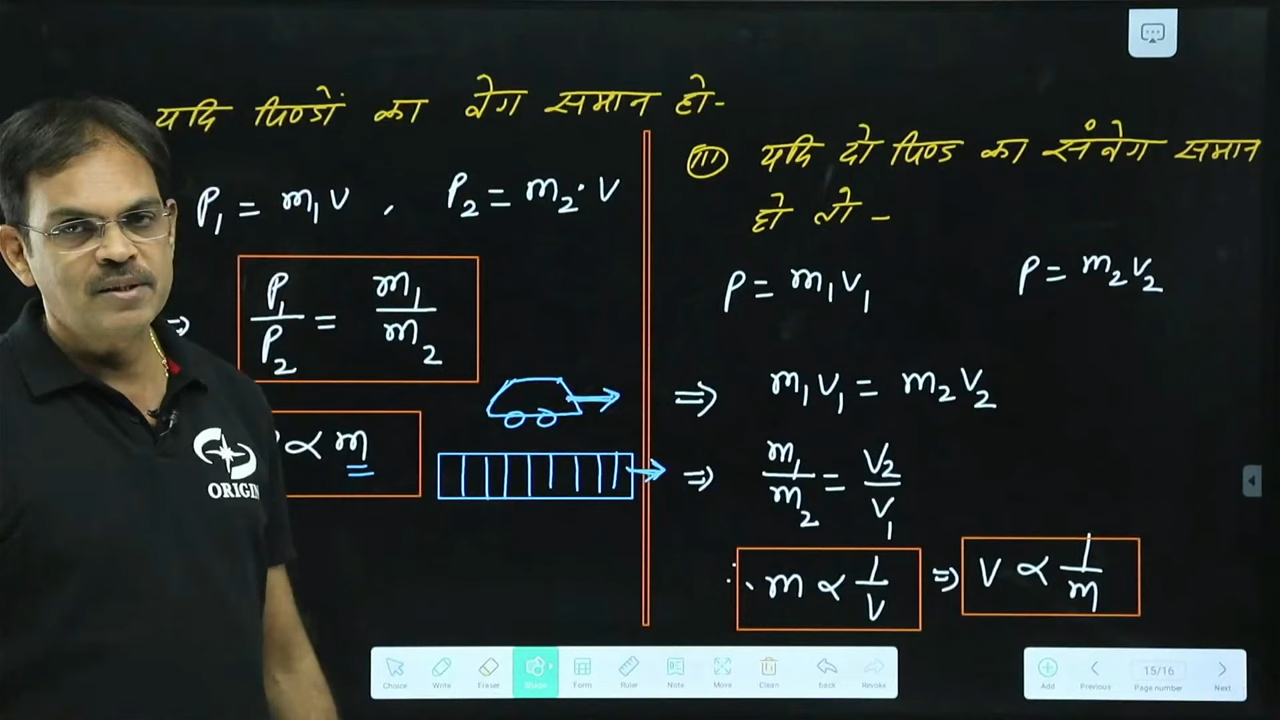 यदि पिण्डों का वेग समान हो-
P₁ = m₁v , P₂ = m₂·v
⇒ P₁/P₂ = m₁/m₂
∝ m
(III) यदि दो पिण्ड का संवेग समान
हो तो -
P = m₁v₁ P = m₂v₂
⇒ m₁v₁ = m₂v₂
⇒ m₁/m₂ = v₂/v₁
∴ m ∝ 1/v ⇒ v ∝ 1/m
ORIGIN
Choice Write Eraser Shape Form Ruler Note Move Clean back Revoke
Add Previous 15/16 Page number Next